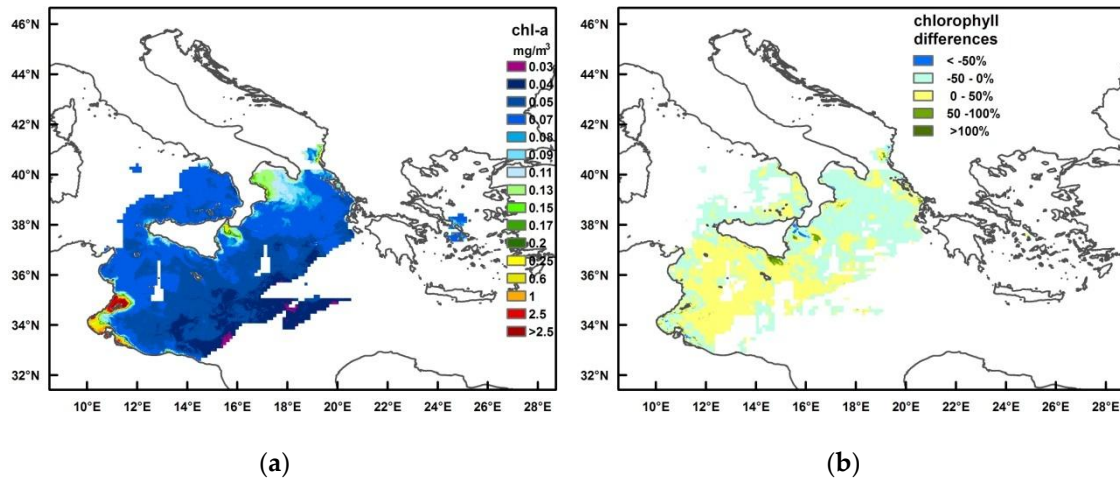 46°N
44°N
42°N
40°N
38°N
36°N
34°N
32°N
10°E 12°E 14°E 16°E 18°E 20°E 22°E 24°E 26°E 28°E
chl-a
mg/m³
0.03
0.04
0.05
0.07
0.08
0.09
0.11
0.13
0.15
0.17
0.2
0.25
0.6
1
2.5
>2.5
(a)
46°N
44°N
42°N
40°N
38°N
36°N
34°N
32°N
10°E 12°E 14°E 16°E 18°E 20°E 22°E 24°E 26°E 28°E
chlorophyll
differences
< -50%
-50 - 0%
0 - 50%
50 -100%
>100%
(b)